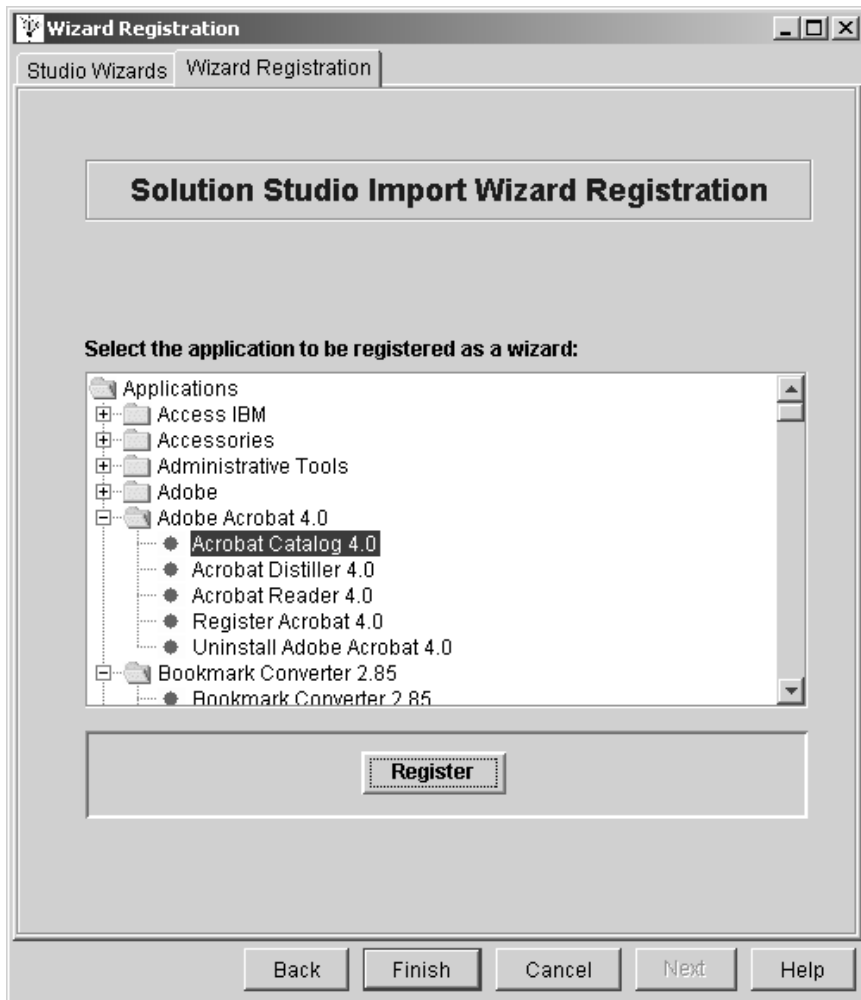 Wizard Registration
Studio Wizards Wizard Registration
Solution Studio Import Wizard Registration
Select the application to be registered as a wizard:
Applications
Access IBM
Accessories
Administrative Tools
Adobe
Adobe Acrobat 4.0
Acrobat Catalog 4.0
Acrobat Distiller 4.0
Acrobat Reader 4.0
Register Acrobat 4.0
Uninstall Adobe Acrobat 4.0
Bookmark Converter 2.85
Bookmark Converter 2.85
Register
Back Finish Cancel Next Help